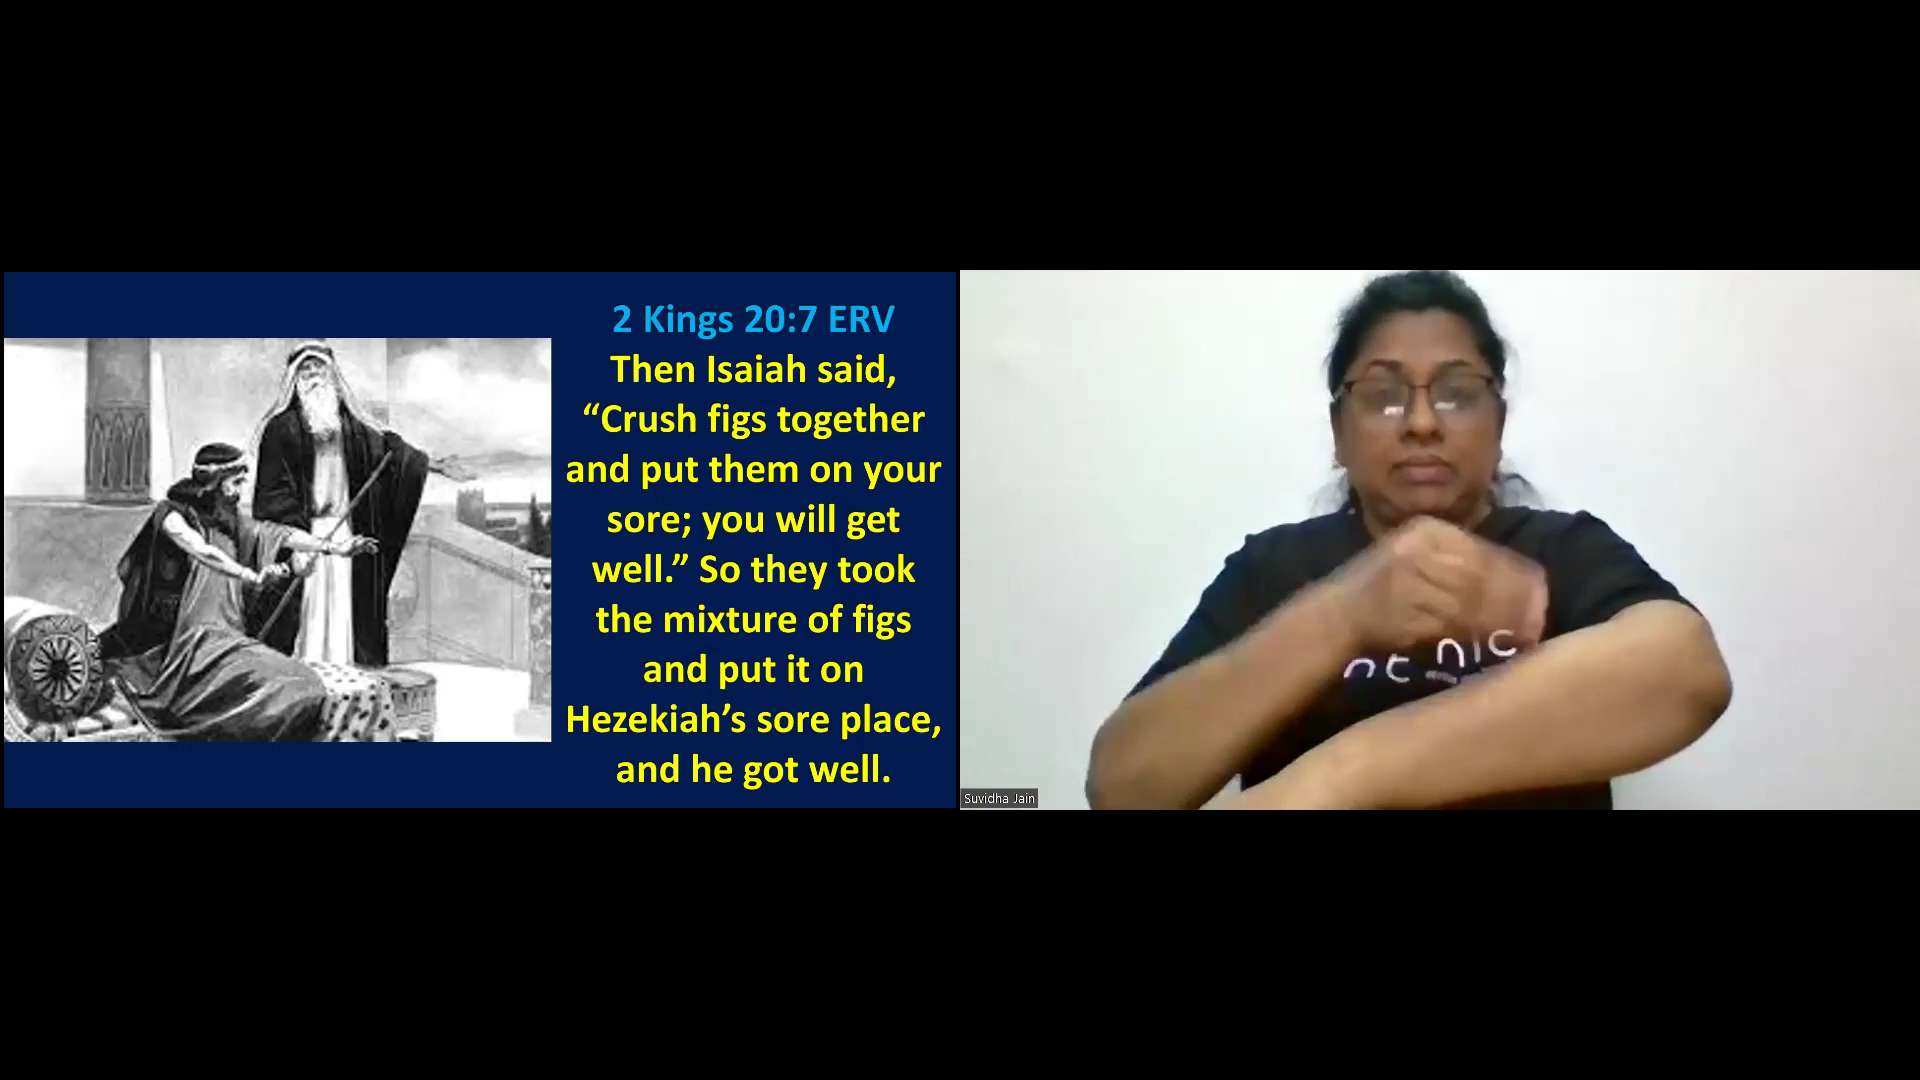 2 Kings 20:7 ERV
Then Isaiah said,
“Crush figs together
and put them on your
sore; you will get
well.” So they took
the mixture of figs
and put it on
Hezekiah’s sore place,
and he got well.
Suvidha Jain